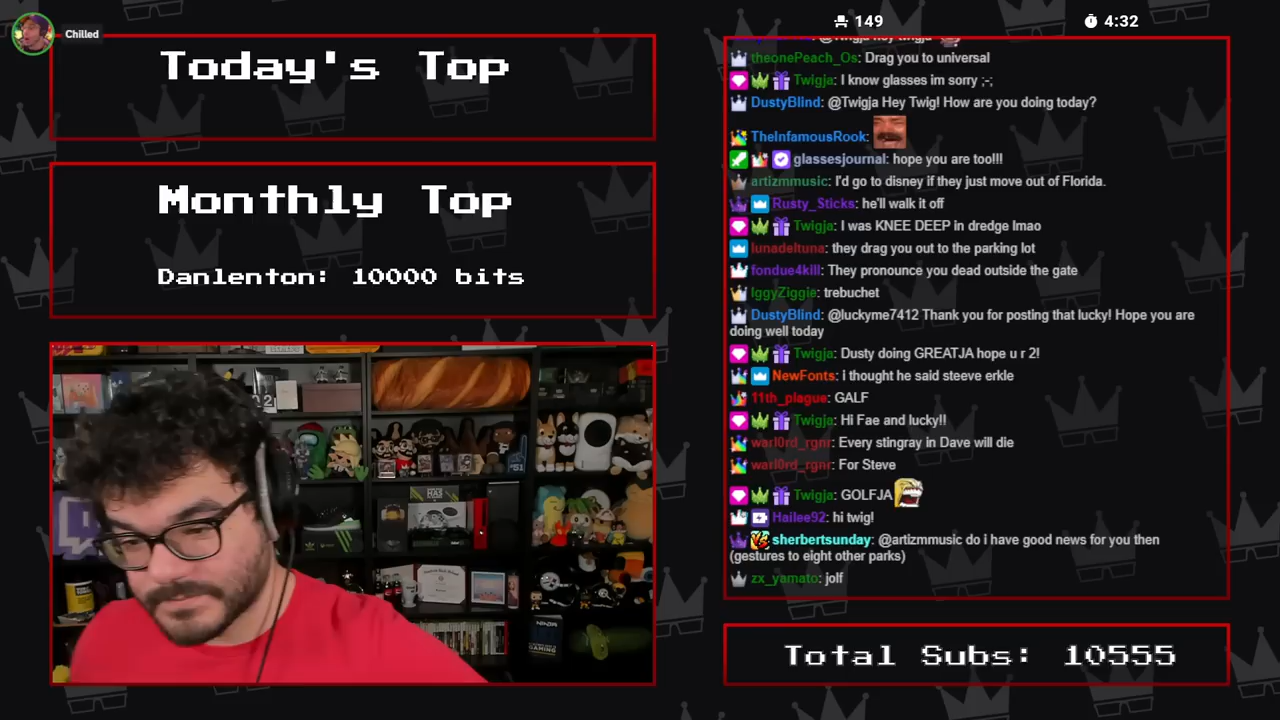 Chilled
149
4:32
Today's Top
Monthly Top
Danlenton: 10000 bits
@Twigja hey twigja
theonePeach_Os: Drag you to universal
Twigja: I know glasses im sorry ;-;
DustyBlind: @Twigja Hey Twig! How are you doing today?
TheInfamousRook:
glassesjournal: hope you are too!!!
artizmmusic: I'd go to disney if they just move out of Florida.
Rusty_Sticks: he'll walk it off
Twigja: I was KNEE DEEP in dredge lmao
lunadeltuna: they drag you out to the parking lot
fondue4kill: They pronounce you dead outside the gate
IggyZiggie: trebuchet
DustyBlind: @luckyme7412 Thank you for posting that lucky! Hope you are
doing well today
Twigja: Dusty doing GREATJA hope u r 2!
NewFonts: i thought he said steeve erkle
11th_plague: GALF
Twigja: Hi Fae and lucky!!
warl0rd_rgnr: Every stingray in Dave will die
warl0rd_rgnr: For Steve
Twigja: GOLFJA
Hailee92: hi twig!
sherbertsunday: @artizmmusic do i have good news for you then
(gestures to eight other parks)
zx_yamato: jolf
Total Subs: 10555